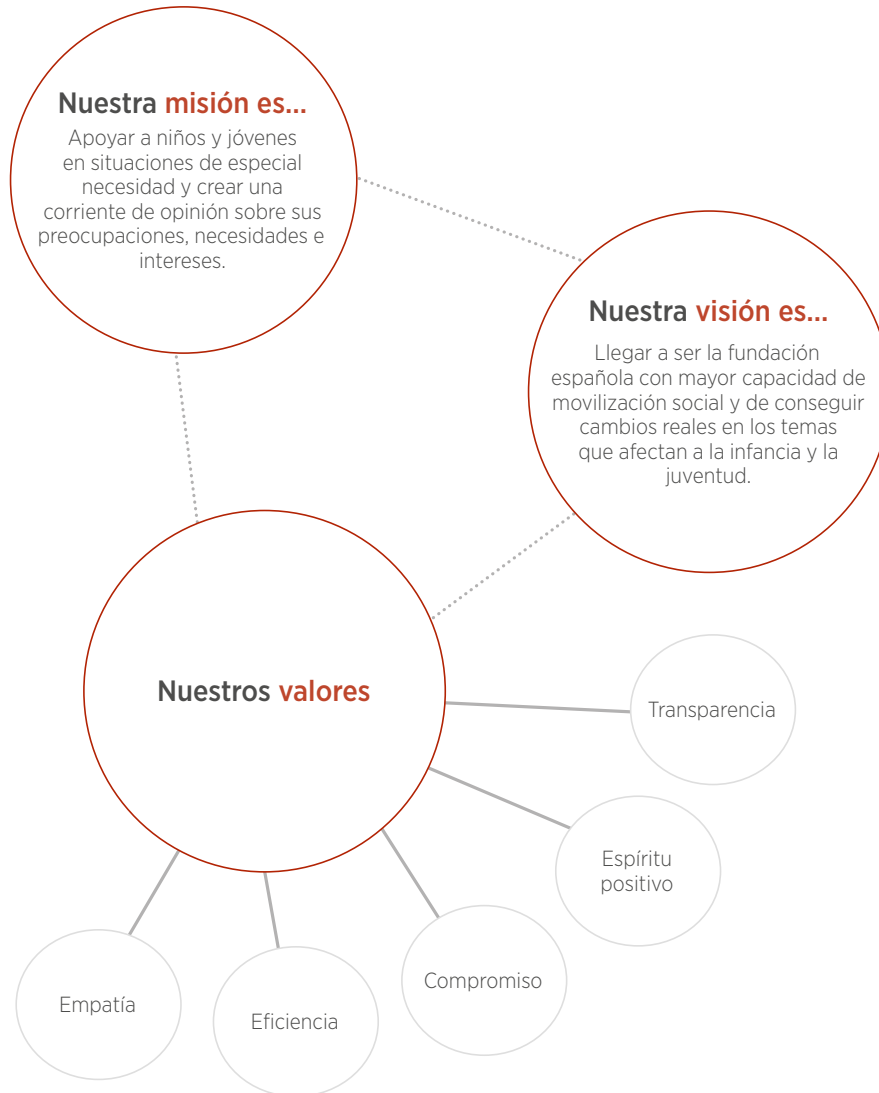 Nuestra misión es...
Apoyar a niños y jóvenes
en situaciones de especial
necesidad y crear una
corriente de opinión sobre sus
preocupaciones, necesidades e
intereses.
Nuestra visión es...
Llegar a ser la fundación
española con mayor capacidad de
movilización social y de conseguir
cambios reales en los temas
que afectan a la infancia y la
juventud.
Nuestros valores
Transparencia
Espíritu
positivo
Compromiso
Eficiencia
Empatía